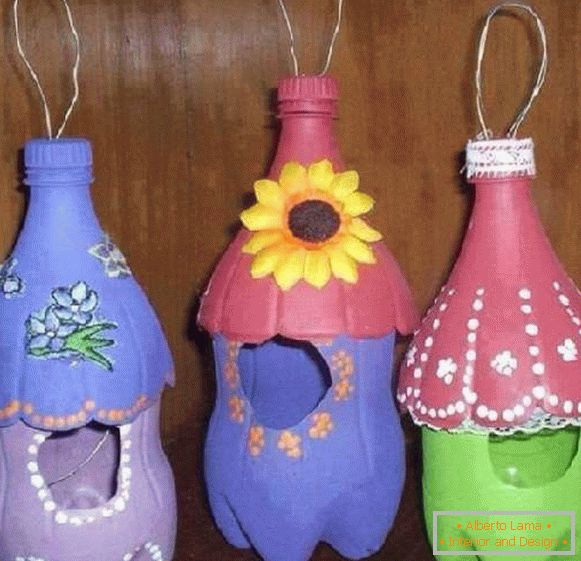 • Alberto Lama •
• Interior and Design •